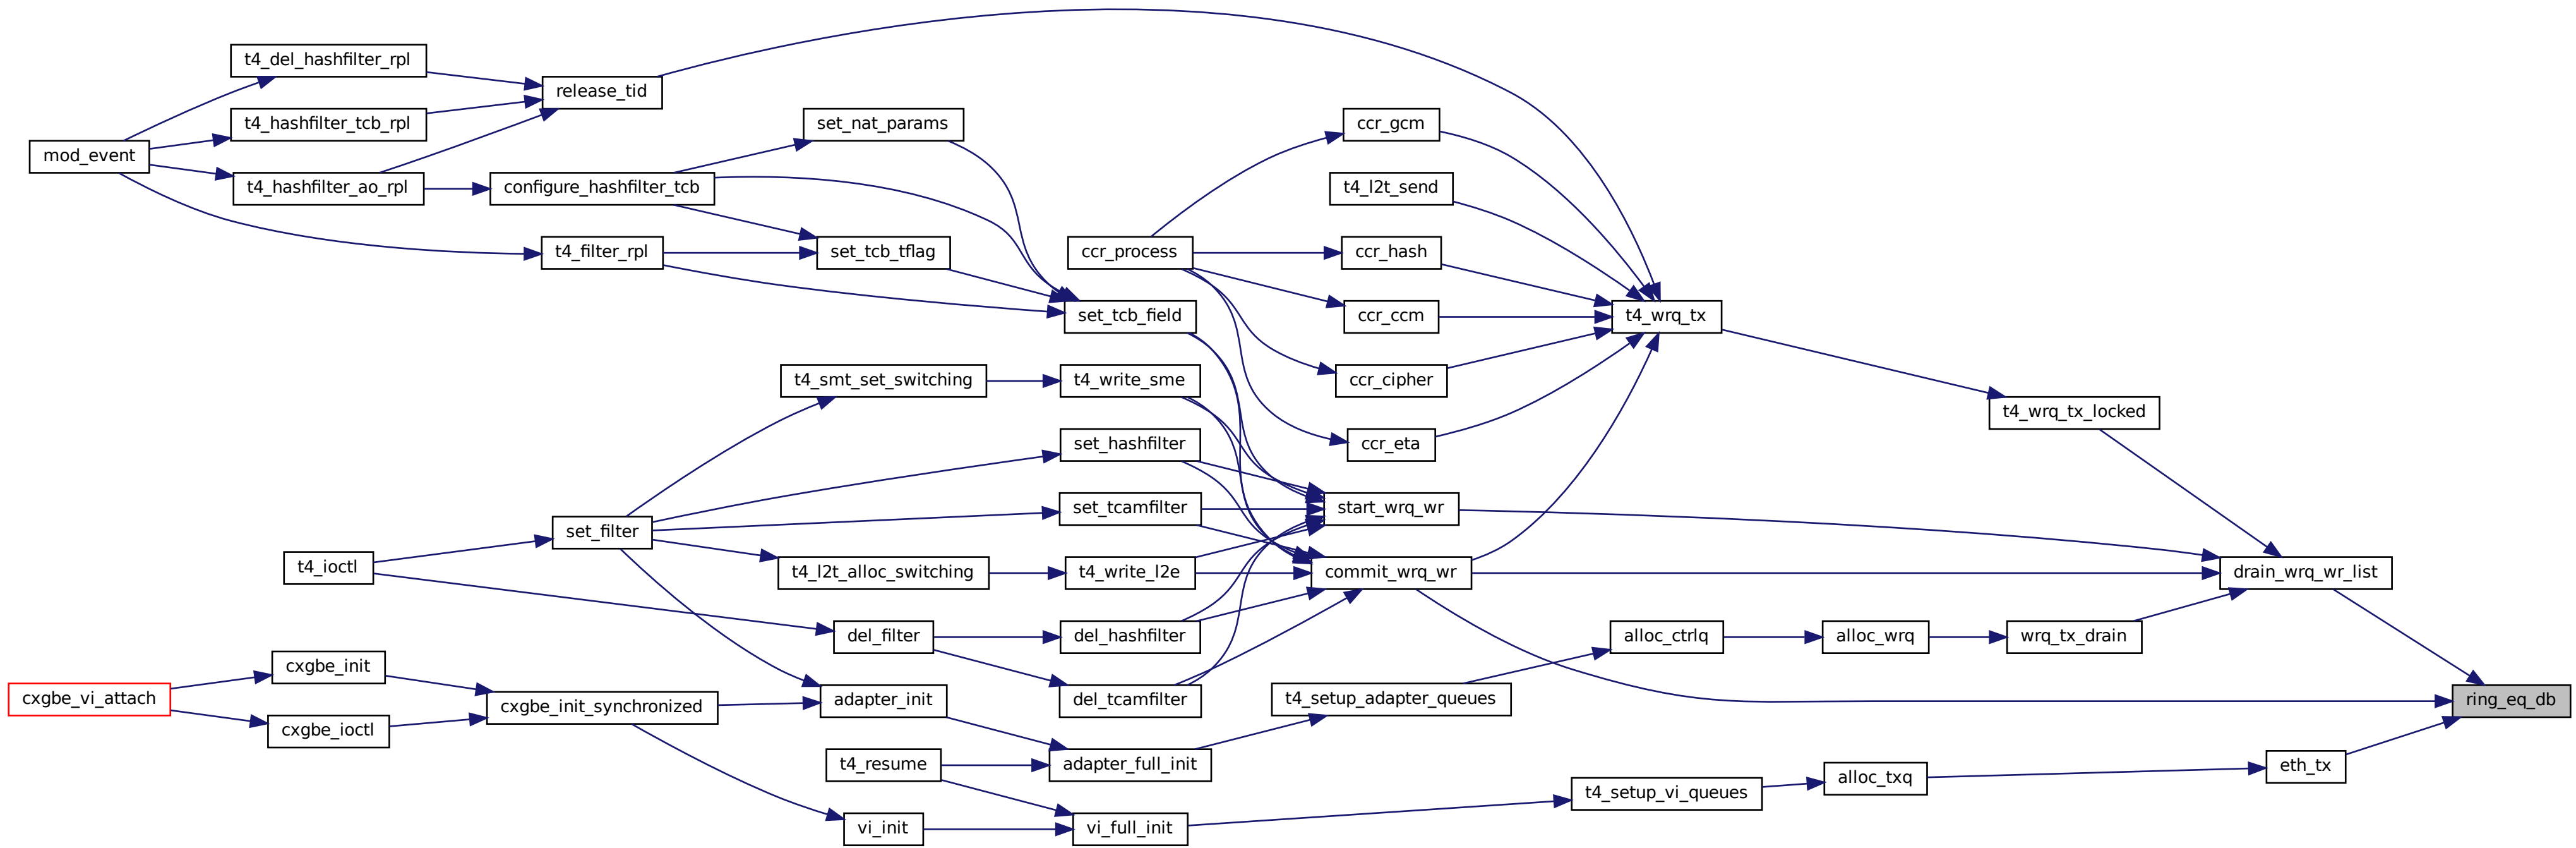 t4_del_hashfilter_rpl
release_tid
t4_hashfilter_tcb_rpl
set_nat_params
ccr_gcm
mod_event
t4_hashfilter_ao_rpl
configure_hashfilter_tcb
t4_l2t_send
t4_filter_rpl
set_tcb_tflag
ccr_process
ccr_hash
set_tcb_field
ccr_ccm
t4_wrq_tx
t4_smt_set_switching
t4_write_sme
ccr_cipher
t4_wrq_tx_locked
set_hashfilter
ccr_eta
set_tcamfilter
start_wrq_wr
set_filter
t4_ioctl
t4_l2t_alloc_switching
t4_write_l2e
commit_wrq_wr
drain_wrq_wr_list
del_filter
del_hashfilter
alloc_ctrlq
alloc_wrq
wrq_tx_drain
cxgbe_init
cxgbe_vi_attach
cxgbe_init_synchronized
adapter_init
del_tcamfilter
t4_setup_adapter_queues
ring_eq_db
cxgbe_ioctl
t4_resume
adapter_full_init
eth_tx
t4_setup_vi_queues
alloc_txq
vi_init
vi_full_init